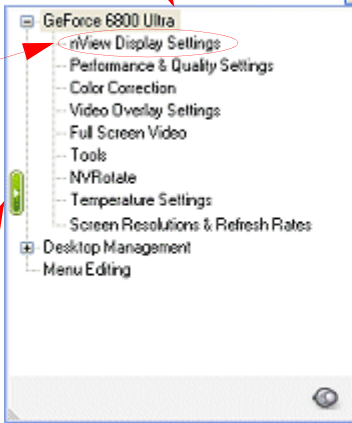 GeForce 6800 Ultra
nView Display Settings
Performance & Quality Settings
Color Correction
Video Overlay Settings
Full Screen Video
Tools
NVRotate
Temperature Settings
Screen Resolutions & Refresh Rates
Desktop Management
Menu Editing